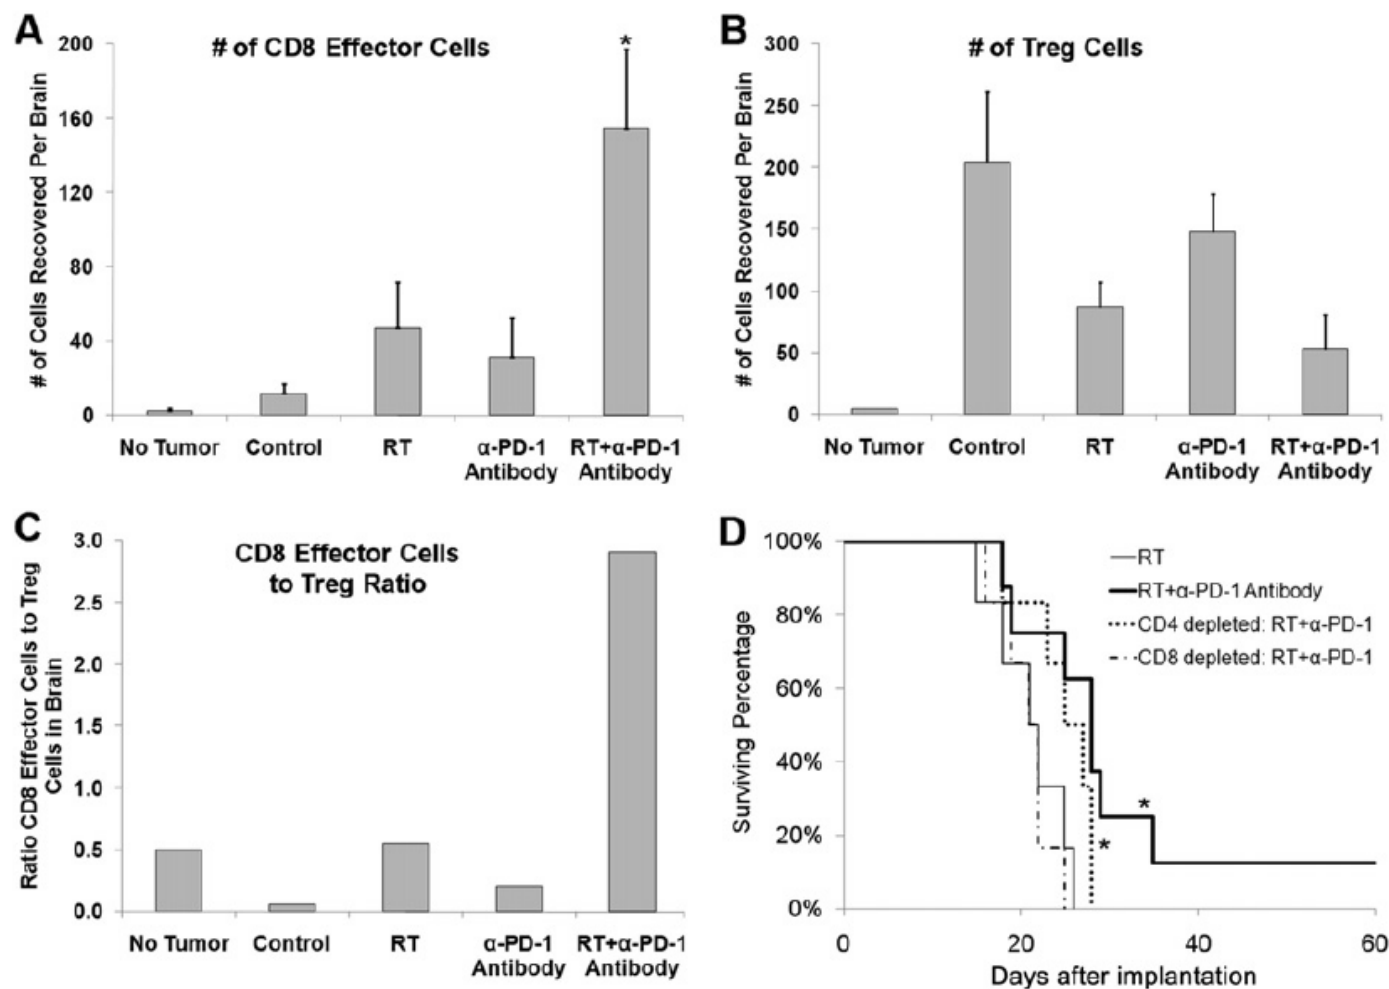 A
# of CD8 Effector Cells
# of Cells Recovered Per Brain
200
160
120
80
40
0
*
No Tumor
Control
RT
α-PD-1
Antibody
RT+α-PD-1
Antibody
B
# of Treg Cells
# of Cells Recovered Per Brain
300
250
200
150
100
50
0
No Tumor
Control
RT
α-PD-1
Antibody
RT+α-PD-1
Antibody
C
CD8 Effector Cells
to Treg Ratio
Ratio CD8 Effector Cells to Treg
Cells in Brain
3.0
2.5
2.0
1.5
1.0
0.5
0.0
No Tumor
Control
RT
α-PD-1
Antibody
RT+α-PD-1
Antibody
D
Surviving Percentage
100%
80%
60%
40%
20%
0%
RT
RT+α-PD-1 Antibody
CD4 depleted: RT+α-PD-1
CD8 depleted: RT+α-PD-1
*
*
0
20
40
60
Days after implantation